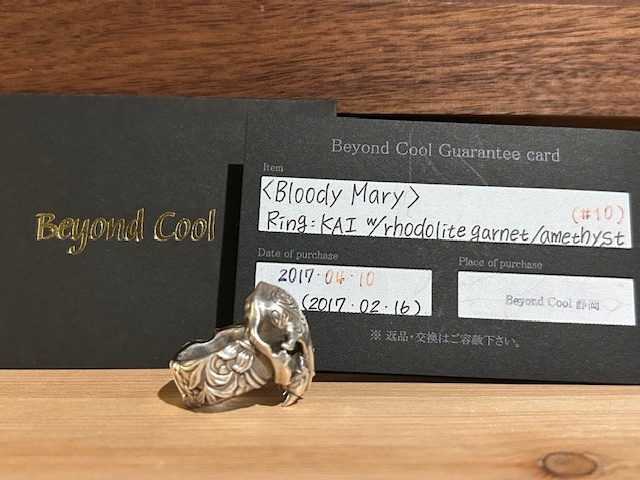 Beyond Cool
Beyond Cool Guarantee card
Item
<Bloody Mary>
(#10)
Ring: KAI w/rhodolite garnet/amethyst
Date of purchase
2017・04・10
(2017.02.16)
Place of purchase
Beyond Cool 静岡
※ 返品・交換はご容赦下さい。